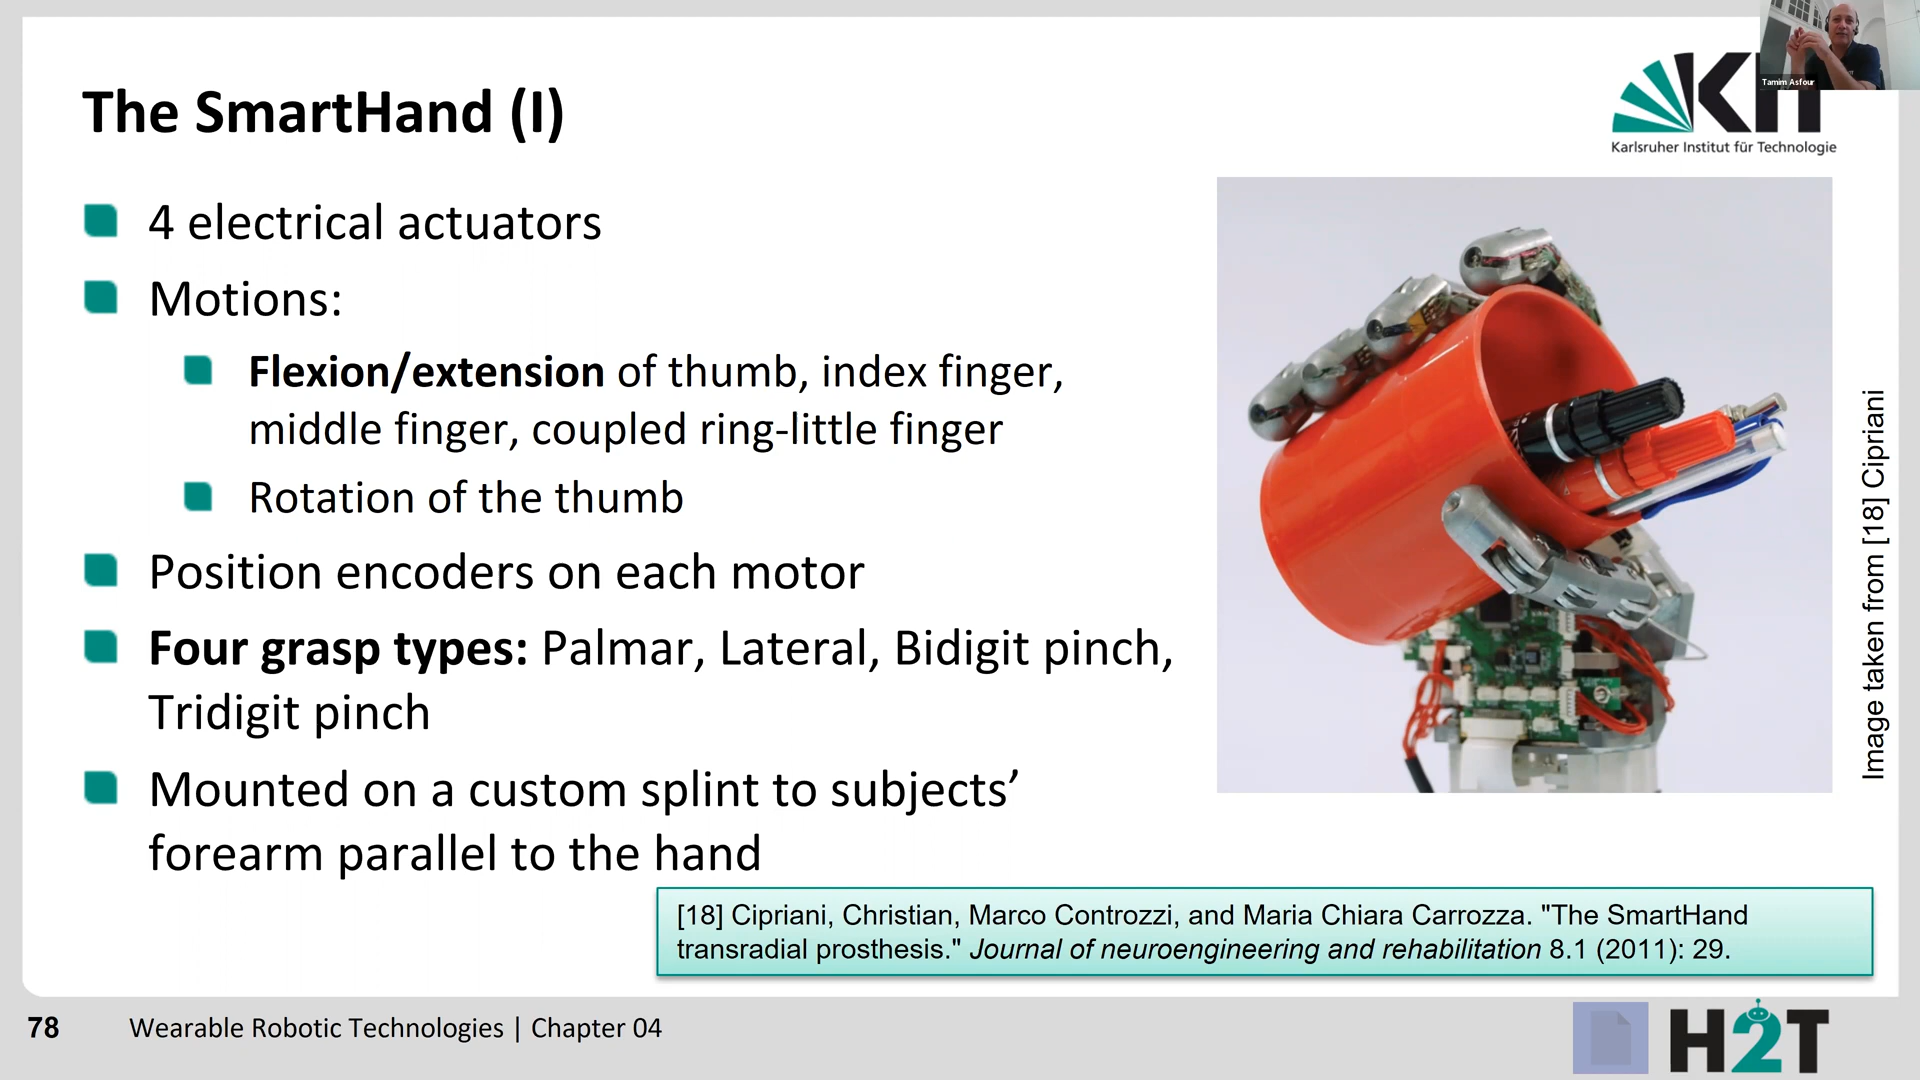 Tamim Asfour
KIT
Karlsruher Institut für Technologie
The SmartHand (I)
4 electrical actuators
Motions:
Flexion/extension of thumb, index finger,
middle finger, coupled ring-little finger
Rotation of the thumb
Position encoders on each motor
Four grasp types: Palmar, Lateral, Bidigit pinch,
Tridigit pinch
Mounted on a custom splint to subjects’
forearm parallel to the hand
Image taken from [18] Cipriani
[18] Cipriani, Christian, Marco Controzzi, and Maria Chiara Carrozza. "The SmartHand
transradial prosthesis." Journal of neuroengineering and rehabilitation 8.1 (2011): 29.
78 Wearable Robotic Technologies | Chapter 04
H2T